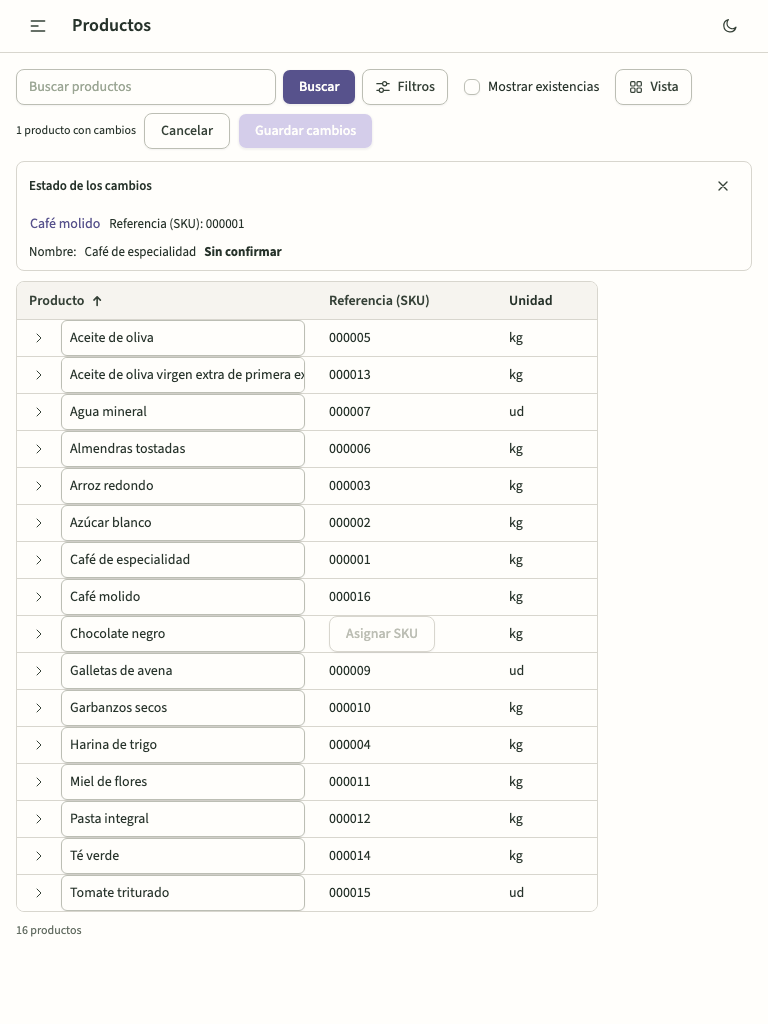 Productos
Buscar productos Buscar Filtros Mostrar existencias Vista
1 producto con cambios Cancelar Guardar cambios
Estado de los cambios
Café molido Referencia (SKU): 000001
Nombre: Café de especialidad Sin confirmar
Producto Referencia (SKU) Unidad
Aceite de oliva 000005 kg
Aceite de oliva virgen extra de primera 000013 kg
Agua mineral 000007 ud
Almendras tostadas 000006 kg
Arroz redondo 000003 kg
Azúcar blanco 000002 kg
Café de especialidad 000001 kg
Café molido 000016 kg
Chocolate negro Asignar SKU kg
Galletas de avena 000009 ud
Garbanzos secos 000010 kg
Harina de trigo 000004 kg
Miel de flores 000011 kg
Pasta integral 000012 kg
Té verde 000014 kg
Tomate triturado 000015 ud
16 productos